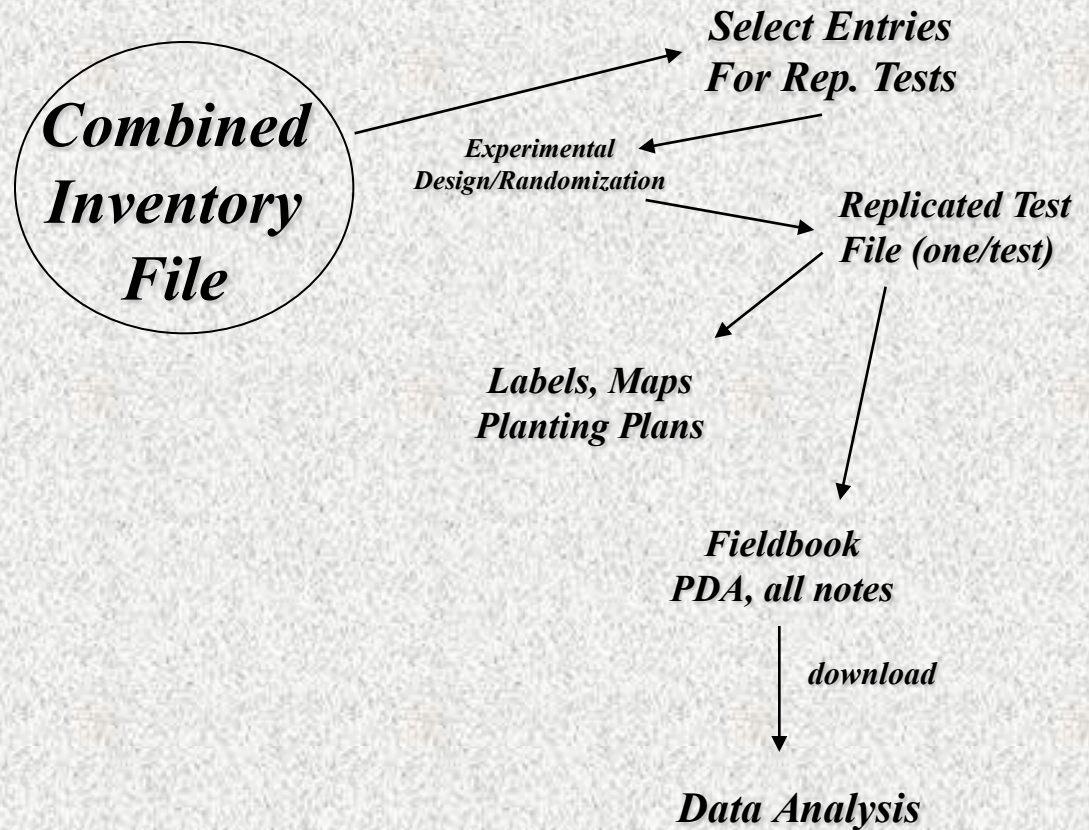 Combined
Inventory
File
Select Entries
For Rep. Tests
Experimental
Design/Randomization
Replicated Test
File (one/test)
Labels, Maps
Planting Plans
Fieldbook
PDA, all notes
download
Data Analysis